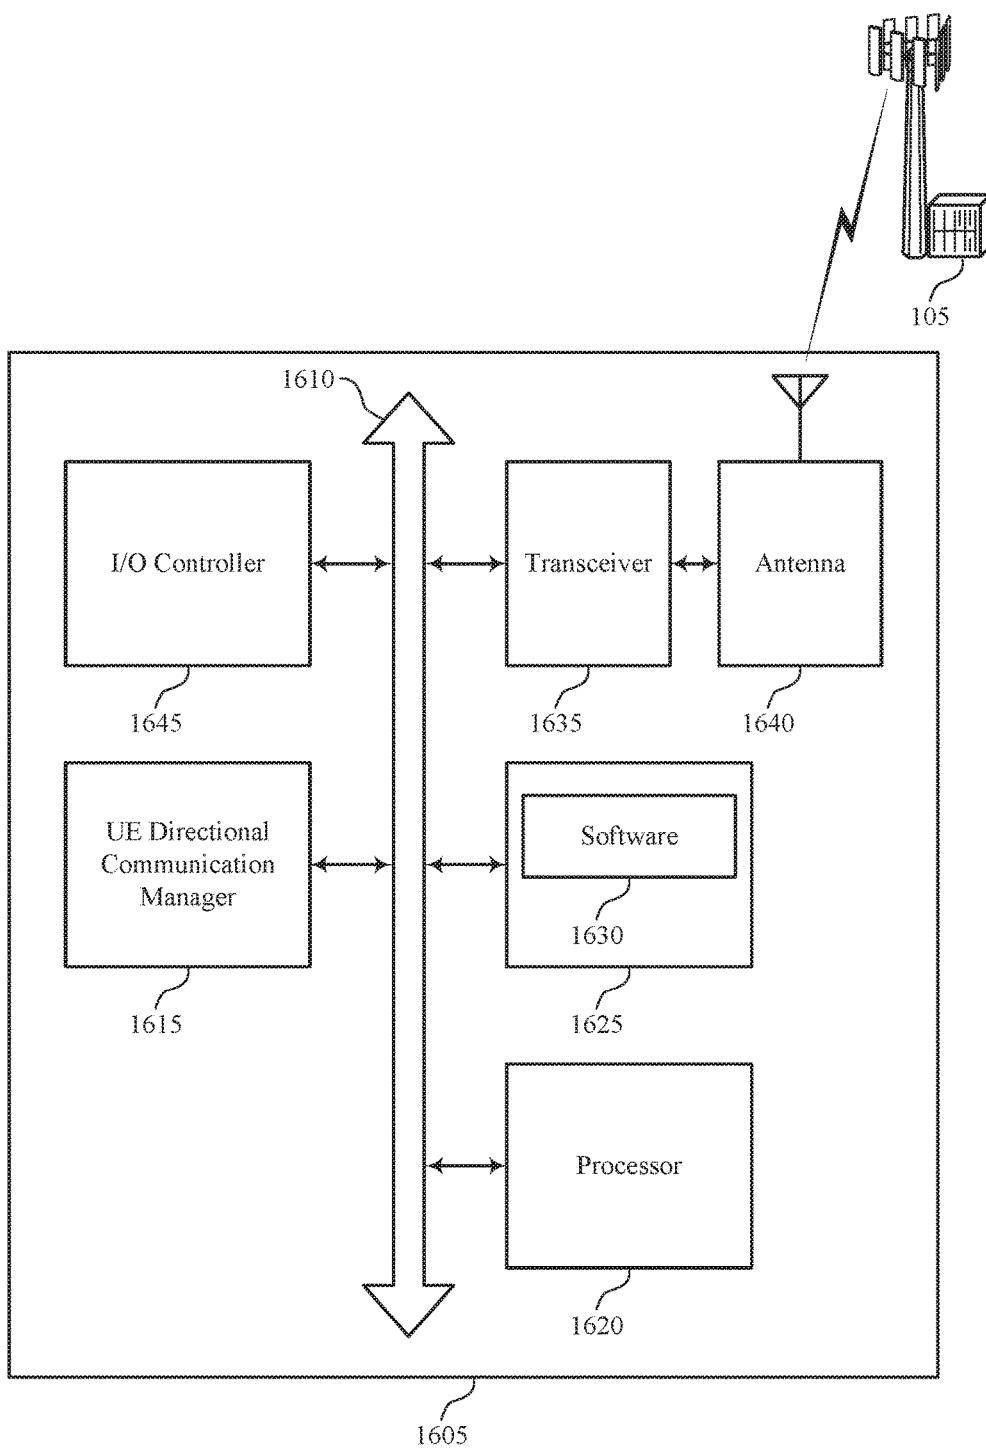 105
1610
I/O Controller
Transceiver
Antenna
1645
1635
1640
UE Directional
Communication
Manager
Software
1630
1615
1625
Processor
1620
1605